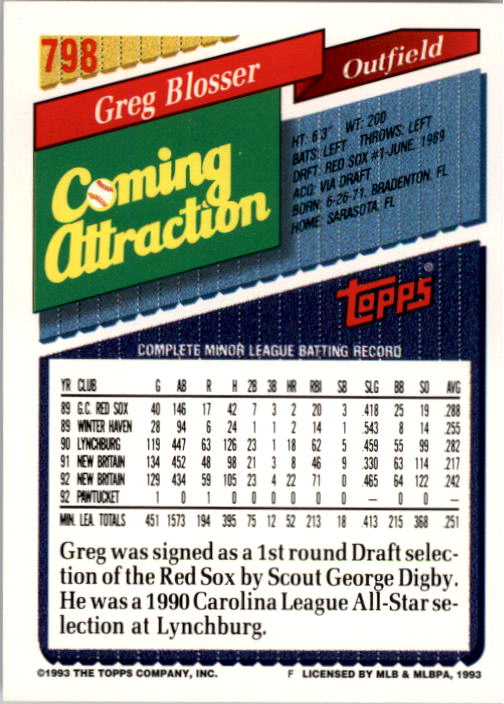 798
Greg Blosser
Outfield
Coming
Attraction
HT: 6'3" WT: 200
BATS: LEFT THROWS: LEFT
DRFT: RED SOX #1-JUNE, 1989
ACQ: VIA DRAFT
BORN: 6-26-71, BRADENTON, FL
HOME: SARASOTA, FL
TOPPS®
COMPLETE MINOR LEAGUE BATTING RECORD
YR CLUB G AB R H 2B 3B HR RBI SB SLG BB SO AVG
89 G.C. RED SOX 40 146 17 42 7 3 2 20 3 .418 25 19 .288
89 WINTER HAVEN 28 94 6 24 1 1 2 14 1 .543 8 14 .255
90 LYNCHBURG 119 447 63 126 23 1 18 62 5 .459 55 99 .282
91 NEW BRITAIN 134 452 48 98 21 3 8 46 9 .330 63 114 .217
92 NEW BRITAIN 129 434 59 105 23 4 22 71 0 .465 64 122 .242
92 PAWTUCKET 1 0 1 0 0 0 0 0 0 — 0 0 —
MIN. LEA. TOTALS 451 1573 194 395 75 12 52 213 18 .413 215 368 .251
Greg was signed as a 1st round Draft selec-
tion of the Red Sox by Scout George Digby.
He was a 1990 Carolina League All-Star se-
lection at Lynchburg.
©1993 THE TOPPS COMPANY, INC. F LICENSED BY MLB & MLBPA, 1993